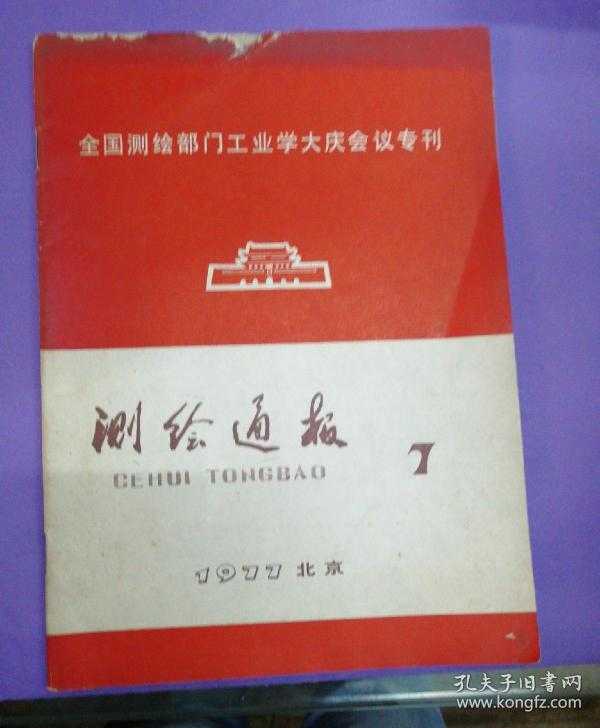 全国测绘部门工业学大庆会议专刊
测绘通报
CEHUI TONGBAO
7
1977 北京
孔夫子旧书网
www.kongfz.com